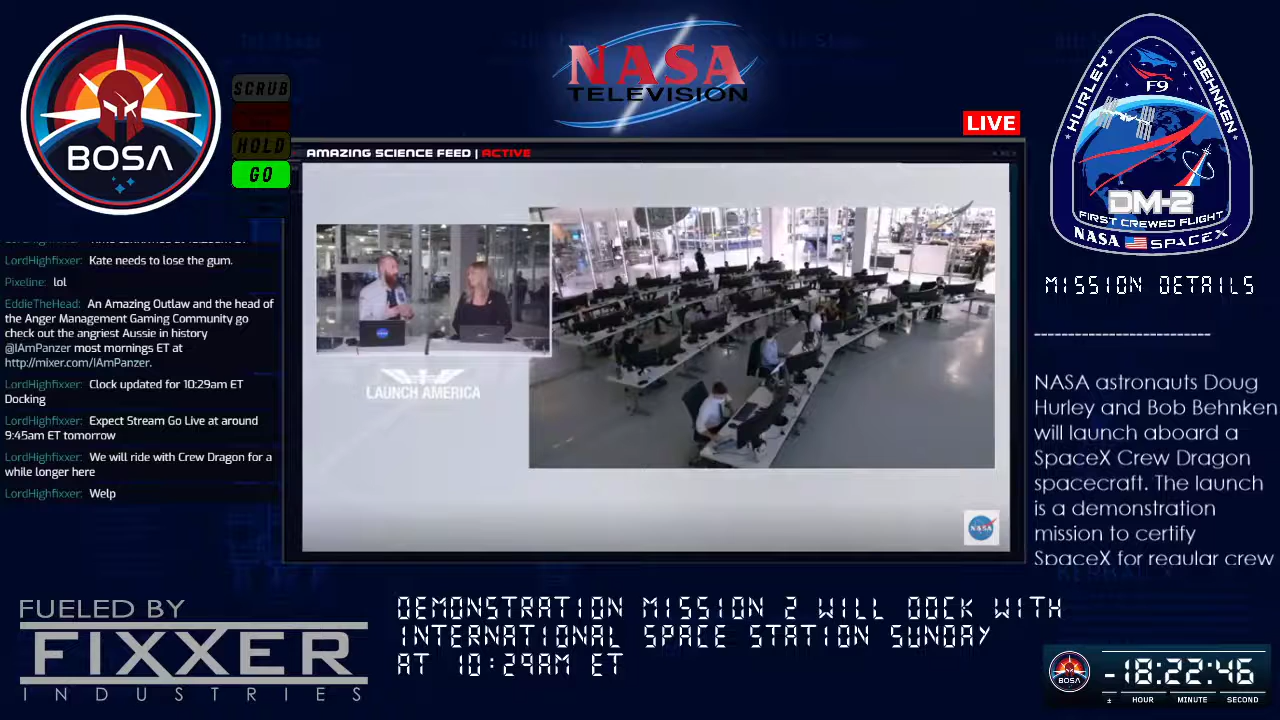 NASA
TELEVISION
BOSA
SCRUB
HOLD
GO
LIVE
AMAZING SCIENCE FEED | ACTIVE
HURLEY
BEHNKEN
F9
DM-2
FIRST CREWED FLIGHT
NASA SPACEX
LordHighfixxer: Kate needs to lose the gum.
Pixeline: lol
EddieTheHead: An Amazing Outlaw and the head of
the Anger Management Gaming Community go
check out the angriest Aussie in history
@IAmPanzer most mornings ET at
http://mixer.com/IAmPanzer.
LordHighfixxer: Clock updated for 10:29am ET
Docking
LordHighfixxer: Expect Stream Go Live at around
9:45am ET tomorrow
LordHighfixxer: We will ride with Crew Dragon for a
while longer here
LordHighfixxer: Welp
LAUNCH AMERICA
NASA
MISSION DETAILS
-------------------------
NASA astronauts Doug
Hurley and Bob Behnken
will launch aboard a
SpaceX Crew Dragon
spacecraft. The launch
is a demonstration
mission to certify
SpaceX for regular crew
FUELED BY
FIXXER
INDUSTRIES
DEMONSTRATION MISSION 2 WILL DOCK WITH
INTERNATIONAL SPACE STATION SUNDAY
AT 10:29AM ET
BOSA
-18:22:46
± HOUR MINUTE SECOND